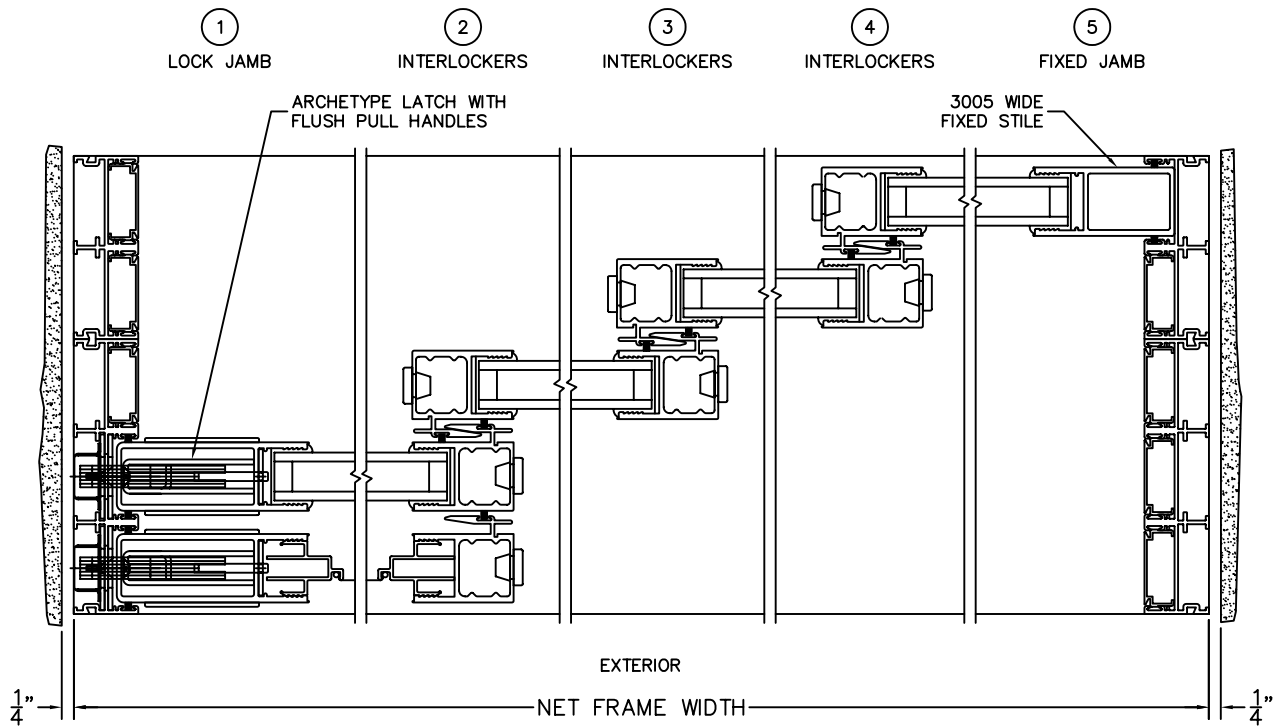 1
LOCK JAMB
2
INTERLOCKERS
3
INTERLOCKERS
4
INTERLOCKERS
5
FIXED JAMB
ARCHETYPE LATCH WITH
FLUSH PULL HANDLES
3005 WIDE
FIXED STILE
EXTERIOR
1/4"
NET FRAME WIDTH
1/4"